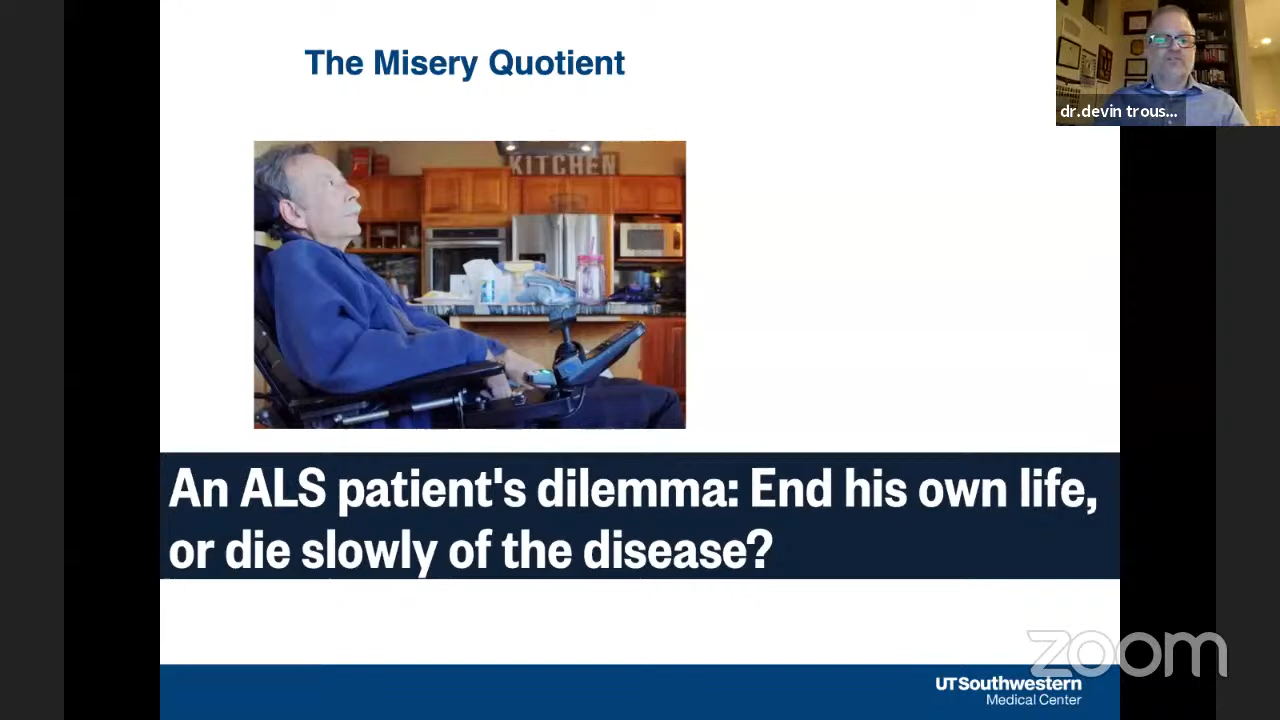 The Misery Quotient
dr.devin trous...
KITCHEN
An ALS patient's dilemma: End his own life,
or die slowly of the disease?
zoom
UTSouthwestern
Medical Center